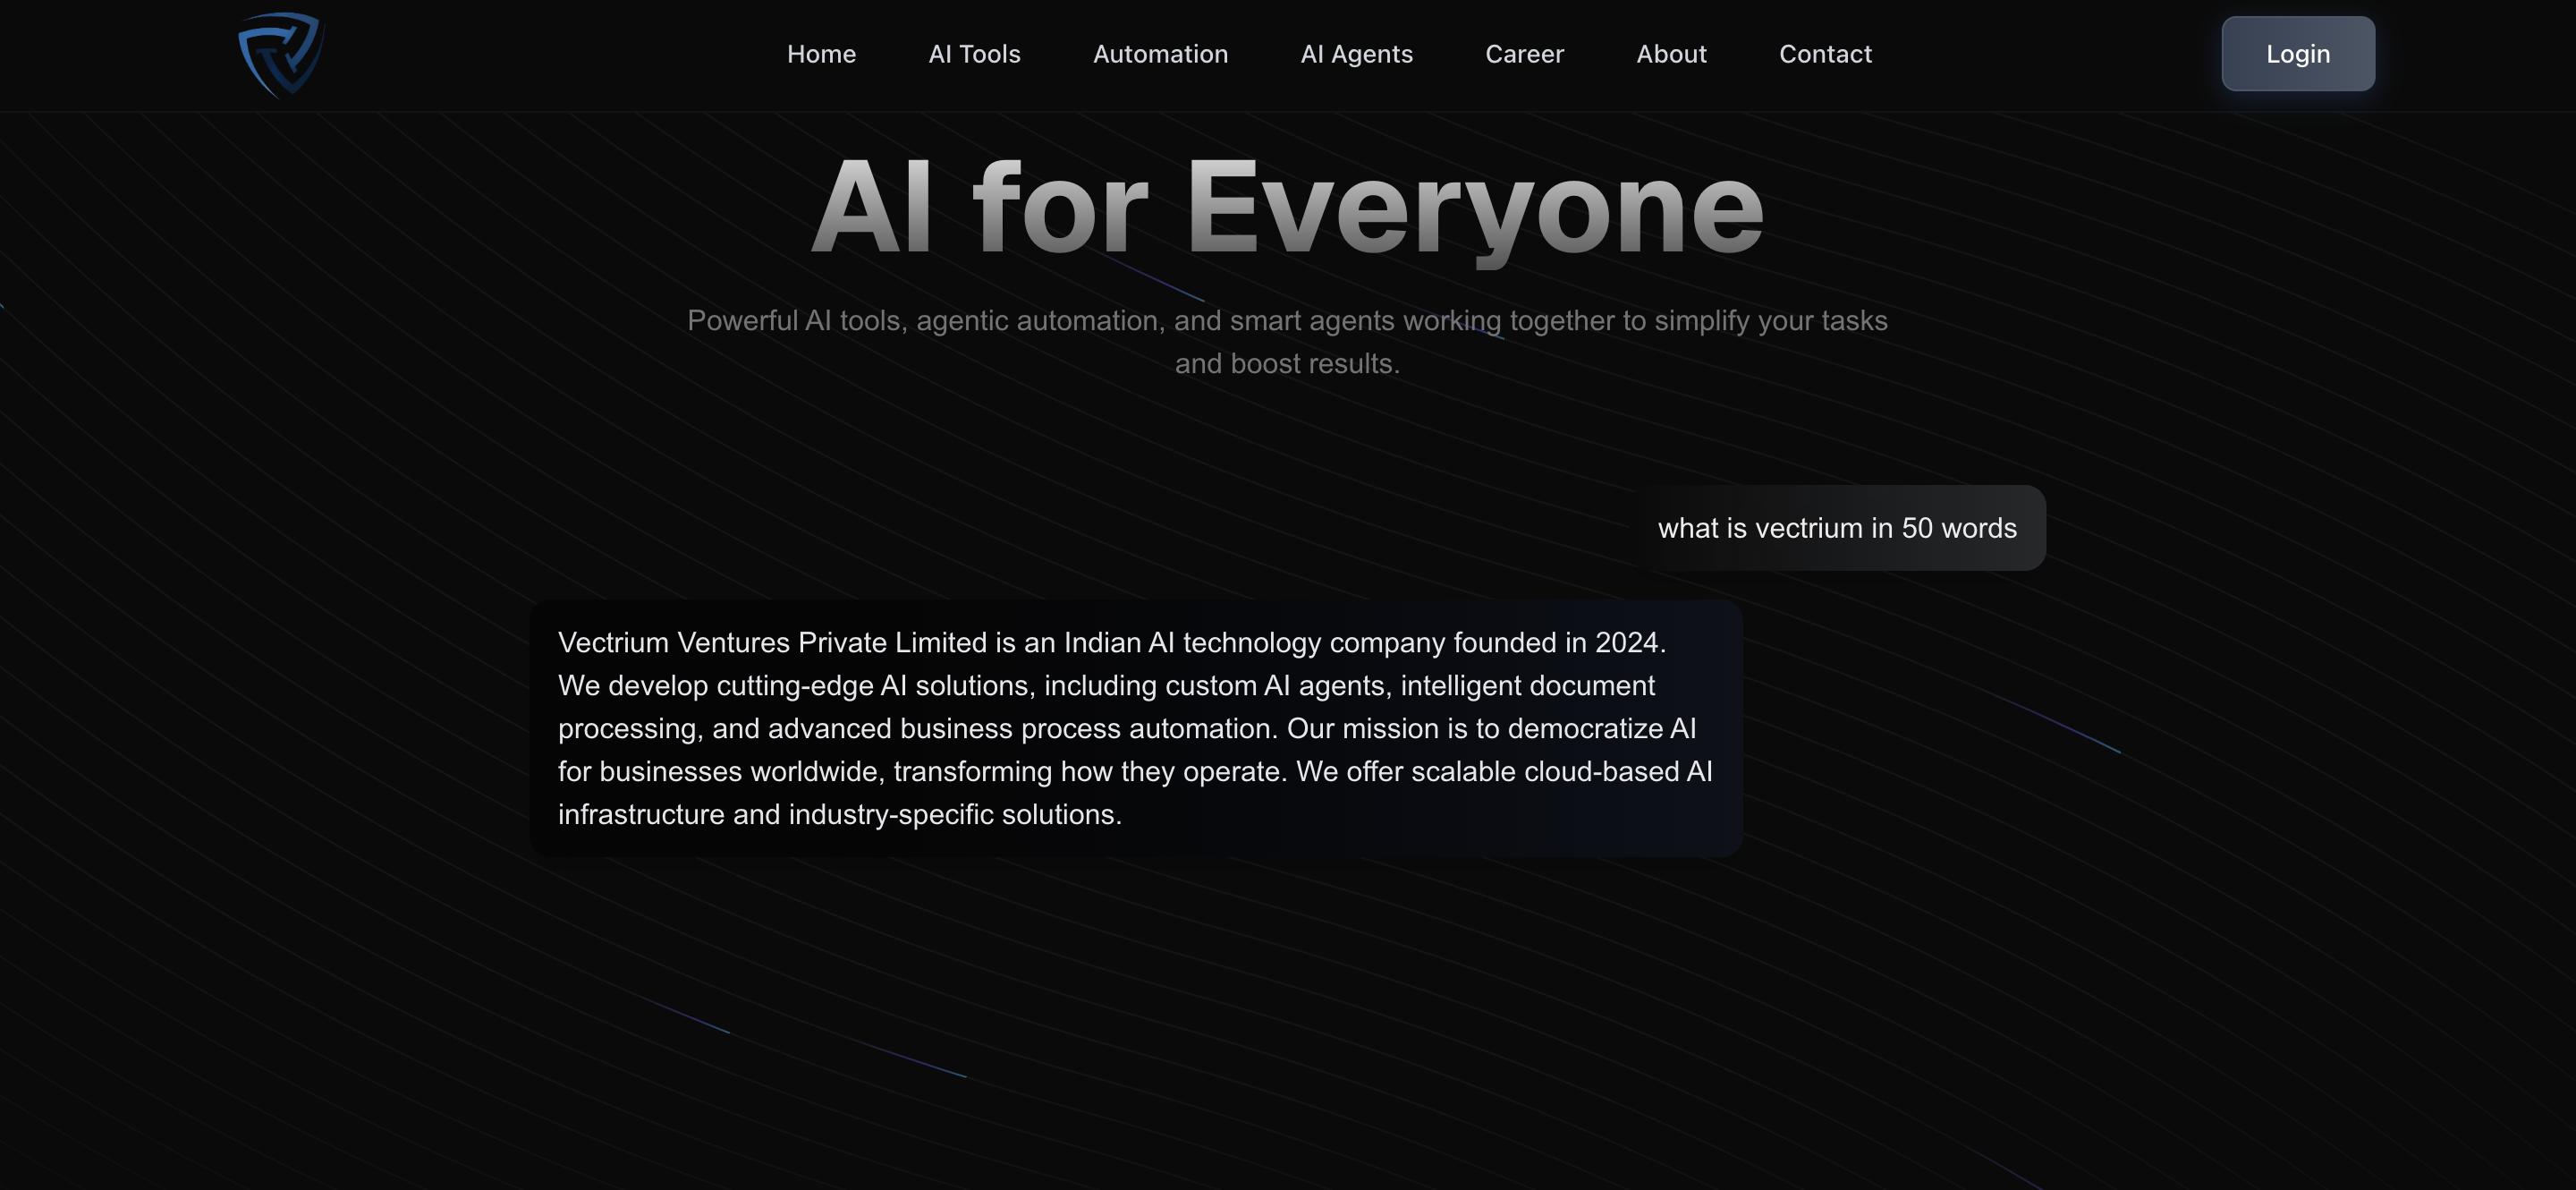 Home AI Tools Automation AI Agents Career About Contact Login
AI for Everyone
Powerful AI tools, agentic automation, and smart agents working together to simplify your tasks
and boost results.
what is vectrium in 50 words
Vectrium Ventures Private Limited is an Indian AI technology company founded in 2024.
We develop cutting-edge AI solutions, including custom AI agents, intelligent document
processing, and advanced business process automation. Our mission is to democratize AI
for businesses worldwide, transforming how they operate. We offer scalable cloud-based AI
infrastructure and industry-specific solutions.